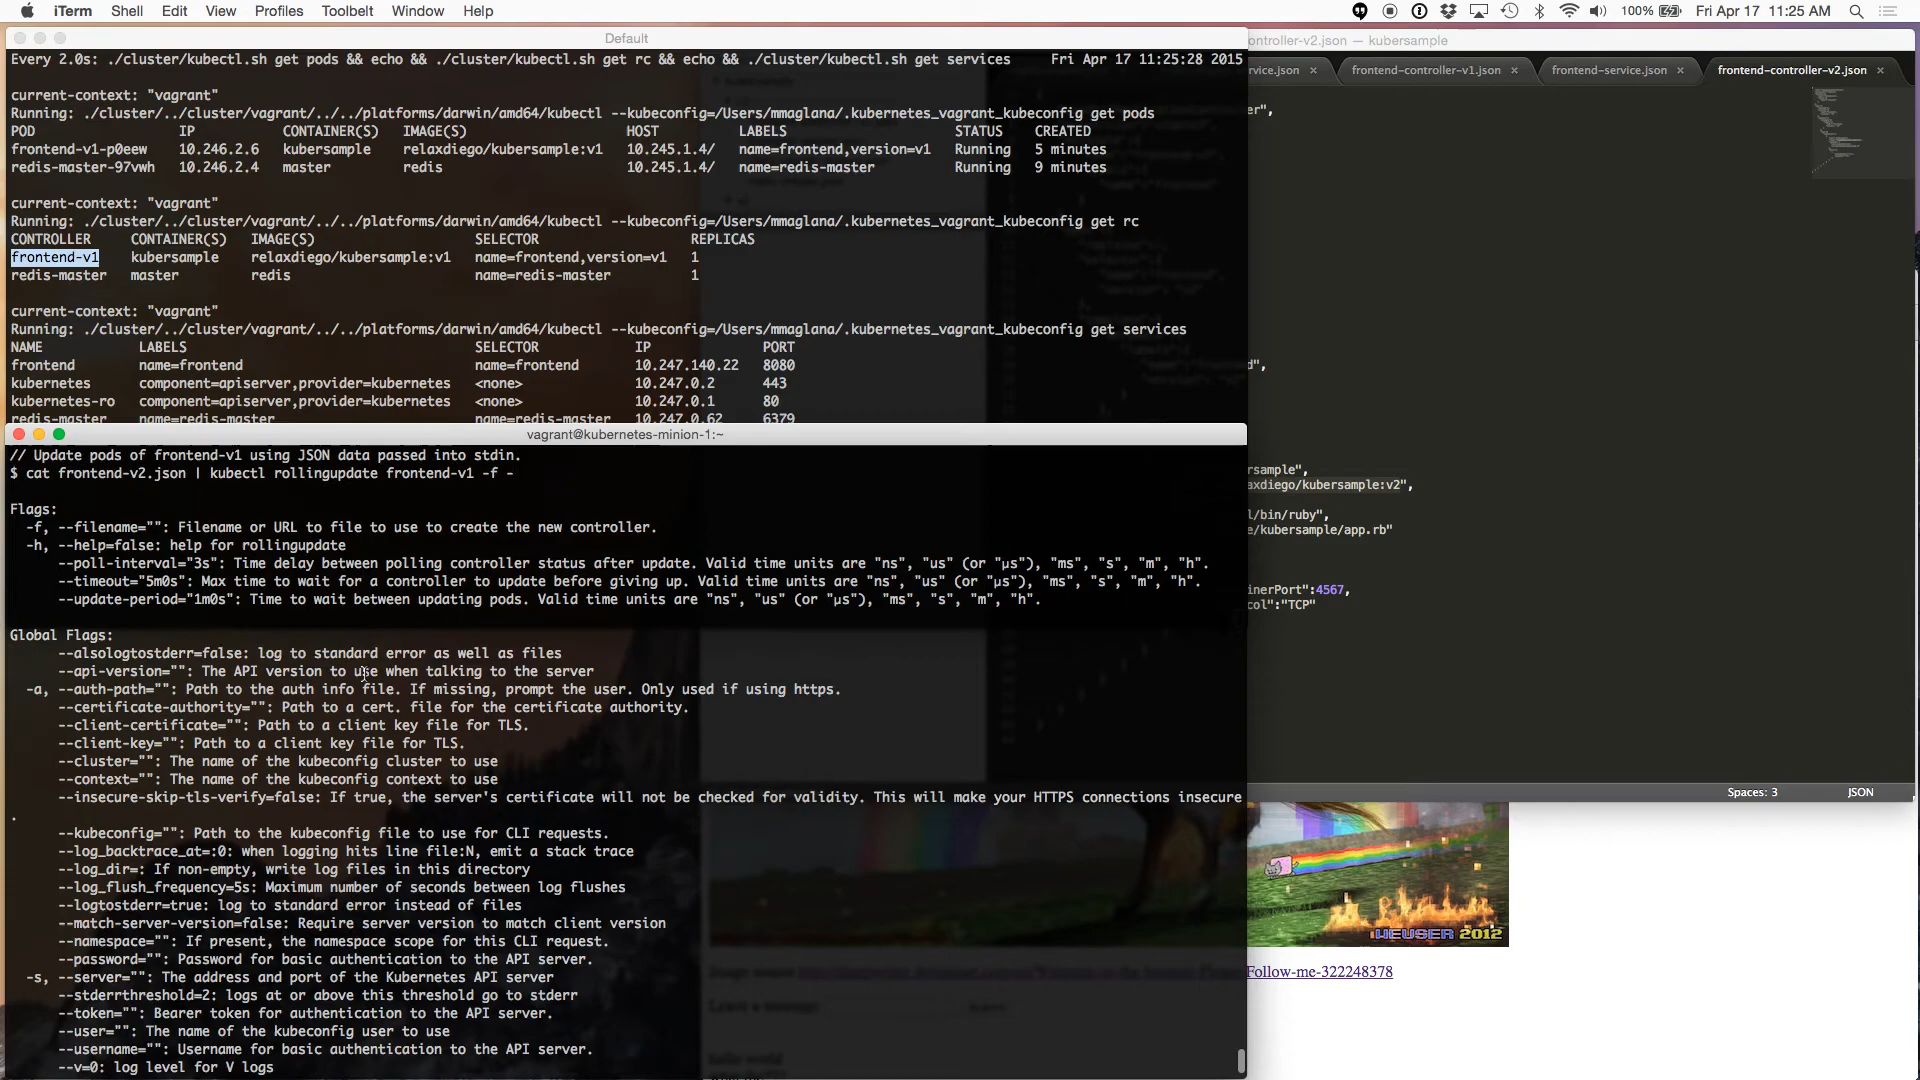 iTerm Shell Edit View Profiles Toolbelt Window Help 100% Fri Apr 17 11:25 AM
Default
Every 2.0s: ./cluster/kubectl.sh get pods && echo && ./cluster/kubectl.sh get rc && echo && ./cluster/kubectl.sh get services Fri Apr 17 11:25:28 2015
current-context: "vagrant"
Running: ./cluster/../cluster/vagrant/../../platforms/darwin/amd64/kubectl --kubeconfig=/Users/mmaglana/.kubernetes_vagrant_kubeconfig get pods
POD IP CONTAINER(S) IMAGE(S) HOST LABELS STATUS CREATED
frontend-v1-p0eew 10.246.2.6 kubersample relaxdiego/kubersample:v1 10.245.1.4/ name=frontend,version=v1 Running 5 minutes
redis-master-97vwh 10.246.2.4 master redis 10.245.1.4/ name=redis-master Running 9 minutes
current-context: "vagrant"
Running: ./cluster/../cluster/vagrant/../../platforms/darwin/amd64/kubectl --kubeconfig=/Users/mmaglana/.kubernetes_vagrant_kubeconfig get rc
CONTROLLER CONTAINER(S) IMAGE(S) SELECTOR REPLICAS
frontend-v1 kubersample relaxdiego/kubersample:v1 name=frontend,version=v1 1
redis-master master redis name=redis-master 1
current-context: "vagrant"
Running: ./cluster/../cluster/vagrant/../../platforms/darwin/amd64/kubectl --kubeconfig=/Users/mmaglana/.kubernetes_vagrant_kubeconfig get services
NAME LABELS SELECTOR IP PORT
frontend name=frontend name=frontend 10.247.140.22 8080
kubernetes component=apiserver,provider=kubernetes <none> 10.247.0.2 443
kubernetes-ro component=apiserver,provider=kubernetes <none> 10.247.0.1 80
redis-master name=redis-master name=redis-master 10.247.0.62 6379
vagrant@kubernetes-minion-1:~
// Update pods of frontend-v1 using JSON data passed into stdin.
$ cat frontend-v2.json | kubectl rollingupdate frontend-v1 -f -
Flags:
-f, --filename="": Filename or URL to file to use to create the new controller.
-h, --help=false: help for rollingupdate
--poll-interval="3s": Time delay between polling controller status after update. Valid time units are "ns", "us" (or "µs"), "ms", "s", "m", "h".
--timeout="5m0s": Max time to wait for a controller to update before giving up. Valid time units are "ns", "us" (or "µs"), "ms", "s", "m", "h".
--update-period="1m0s": Time to wait between updating pods. Valid time units are "ns", "us" (or "µs"), "ms", "s", "m", "h".
Global Flags:
--alsologtostderr=false: log to standard error as well as files
--api-version="": The API version to use when talking to the server
-a, --auth-path="": Path to the auth info file. If missing, prompt the user. Only used if using https.
--certificate-authority="": Path to a cert. file for the certificate authority.
--client-certificate="": Path to a client key file for TLS.
--client-key="": Path to a client key file for TLS.
--cluster="": The name of the kubeconfig cluster to use
--context="": The name of the kubeconfig context to use
--insecure-skip-tls-verify=false: If true, the server's certificate will not be checked for validity. This will make your HTTPS connections insecure
.
--kubeconfig="": Path to the kubeconfig file to use for CLI requests.
--log_backtrace_at=:0: when logging hits line file:N, emit a stack trace
--log_dir=: If non-empty, write log files in this directory
--log_flush_frequency=5s: Maximum number of seconds between log flushes
--logtostderr=true: log to standard error instead of files
--match-server-version=false: Require server version to match client version
--namespace="": If present, the namespace scope for this CLI request.
--password="": Password for basic authentication to the API server.
-s, --server="": The address and port of the Kubernetes API server
--stderrthreshold=2: logs at or above this threshold go to stderr
--token="": Bearer token for authentication to the API server.
--user="": The name of the kubeconfig user to use
--username="": Username for basic authentication to the API server.
--v=0: log level for V logs
ontroller-v2.json — kubersample
rvice.json × frontend-controller-v1.json × frontend-service.json × frontend-controller-v2.json ×
er",
",
rsample",
axdiego/kubersample:v2",
l/bin/ruby",
e/kubersample/app.rb"
inerPort":4567,
col":"TCP"
Spaces: 3 JSON
HEUSER 2012
Follow-me-322248378